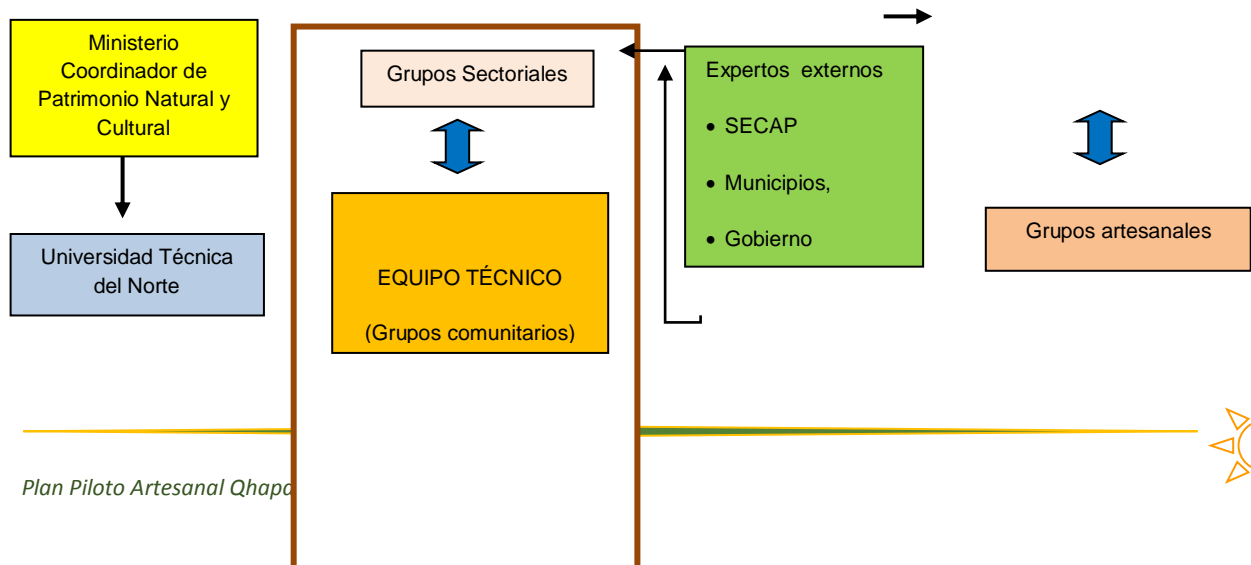 Ministerio
Coordinador de
Patrimonio Natural y
Cultural
Universidad Técnica
del Norte
Grupos Sectoriales
EQUIPO TÉCNICO
(Grupos comunitarios)
Expertos externos
• SECAP
• Municipios,
• Gobierno
Grupos artesanales
Plan Piloto Artesanal